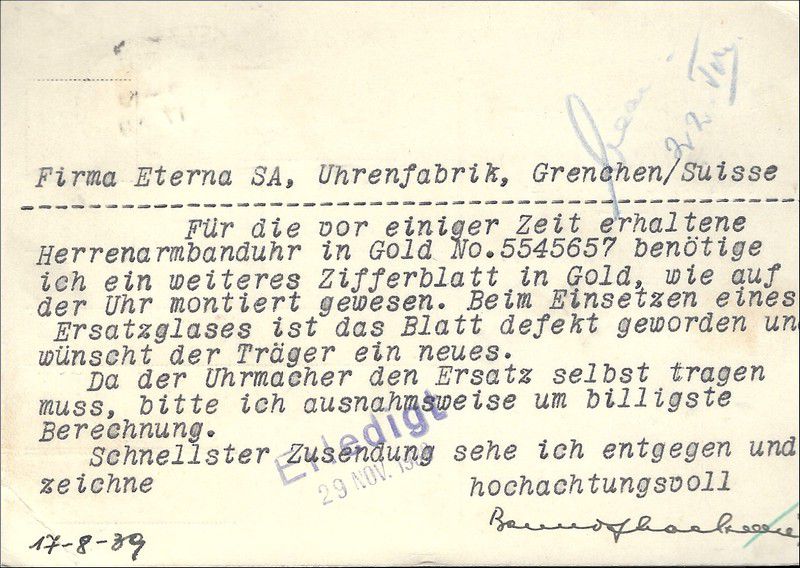 22.
Firma Eterna SA, Uhrenfabrik, Grenchen/Suisse
Für die vor einiger Zeit erhaltene
Herrenarmbanduhr in Gold No.5545657 benötige
ich ein weiteres Zifferblatt in Gold, wie auf
der Uhr montiert gewesen. Beim Einsetzen eines
Ersatzglases ist das Blatt defekt geworden un
wünscht der Träger ein neues.
Da der Uhrmacher den Ersatz selbst tragen
muss, bitte ich ausnahmsweise um billigste
Berechnung.
Schnellster Zusendung sehe ich entgegen und
zeichne hochachtungsvoll
Erledigt
29 NOV.
17-8-39